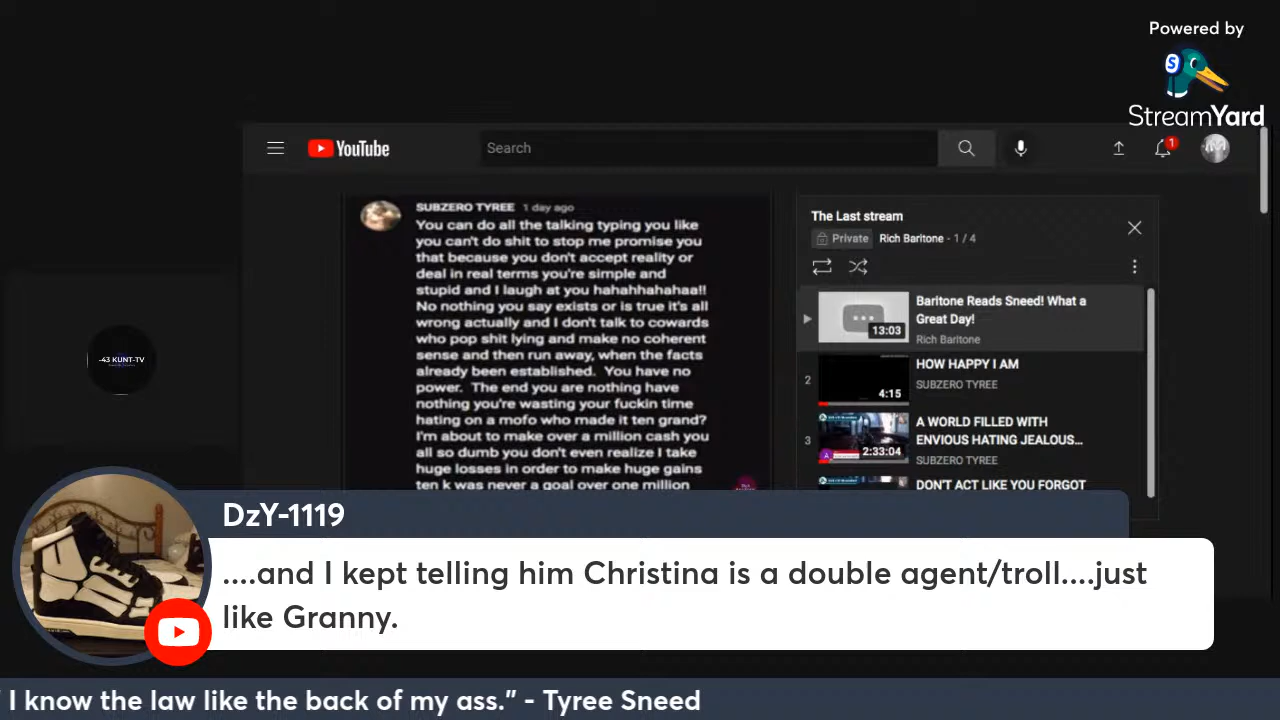 Powered by
StreamYard
YouTube
Search
1
SUBZERO TYREE 1 day ago
You can do all the talking typing you like
you can't do shit to stop me promise you
that because you don't accept reality or
deal in real terms you're simple and
stupid and I laugh at you hahahhahahaa!!
No nothing you say exists or is true it's all
wrong actually and I don't talk to cowards
who pop shit lying and make no coherent
sense and then run away, when the facts
already been established. You have no
power. The end you are nothing have
nothing you're wasting your fuckin time
hating on a mofo who made it ten grand?
I'm about to make over a million cash you
all so dumb you don't even realize I take
huge losses in order to make huge gains
ten k was never a goal over one million
The Last stream
Private Rich Baritone - 1 / 4
13:03
Baritone Reads Sneed! What a
Great Day!
Rich Baritone
2
4:15
HOW HAPPY I AM
SUBZERO TYREE
3
2:33:04
A WORLD FILLED WITH
ENVIOUS HATING JEALOUS...
SUBZERO TYREE
DON'T ACT LIKE YOU FORGOT
-43 KUNT-TV
DzY-1119
....and I kept telling him Christina is a double agent/troll....just
like Granny.
I know the law like the back of my ass.” - Tyree Sneed